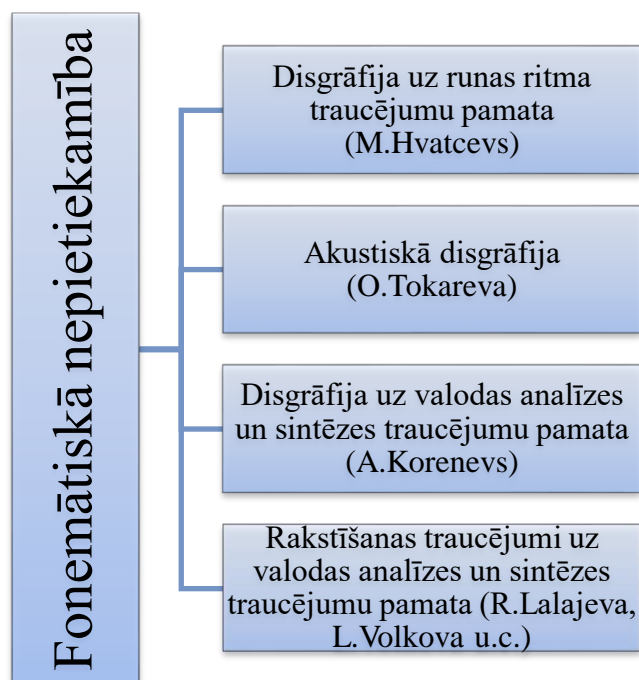 Fonemātiskā nepietiekamība
Disgrāfija uz runas ritma
traucējumu pamata
(M.Hvatcevs)
Akustiskā disgrāfija
(O.Tokareva)
Disgrāfija uz valodas analīzes
un sintēzes traucējumu pamata
(A.Korenevs)
Rakstīšanas traucējumi uz
valodas analīzes un sintēzes
traucējumu pamata (R.Lalajeva,
L.Volkova u.c.)